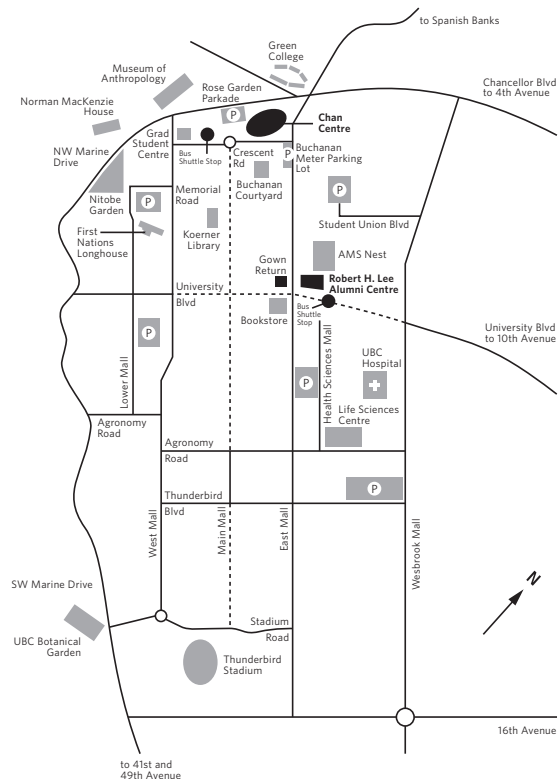 to Spanish Banks
Green
College
Museum of
Anthropology
Chancellor Blvd
to 4th Avenue
Rose Garden
Parkade
Norman MacKenzie
House
P
Chan
Centre
Grad
Student
Centre
Bus
Shuttle Stop
Crescent
Rd
P
Buchanan
Meter Parking
Lot
NW Marine
Drive
Buchanan
Courtyard
Memorial
Road
P
Nitobe
Garden
P
Student Union Blvd
First
Nations
Longhouse
Koerner
Library
AMS Nest
Gown
Return
Robert H. Lee
Alumni Centre
University
Blvd
Bus
Shuttle
Stop
Bookstore
University Blvd
to 10th Avenue
P
Lower Mall
Health Sciences Mall
UBC
Hospital
P
Life Sciences
Centre
Agronomy
Road
Agronomy
Road
P
Thunderbird
Blvd
West Mall
Main Mall
East Mall
Wesbrook Mall
N
SW Marine Drive
UBC Botanical
Garden
Stadium
Road
Thunderbird
Stadium
16th Avenue
to 41st and
49th Avenue